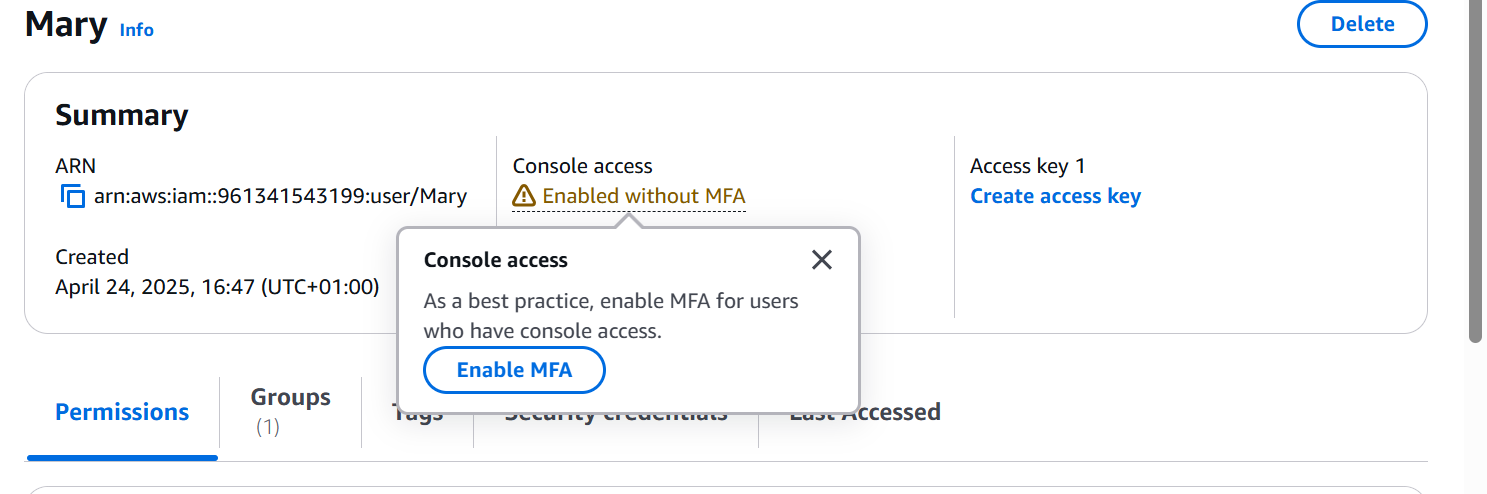 Mary Info
Delete
Summary
ARN
arn:aws:iam::961341543199:user/Mary
Created
April 24, 2025, 16:47 (UTC+01:00)
Console access
Enabled without MFA
Access key 1
Create access key
Console access
As a best practice, enable MFA for users
who have console access.
Enable MFA
Permissions
Groups
(1)
Tags
Security credentials
Last Accessed